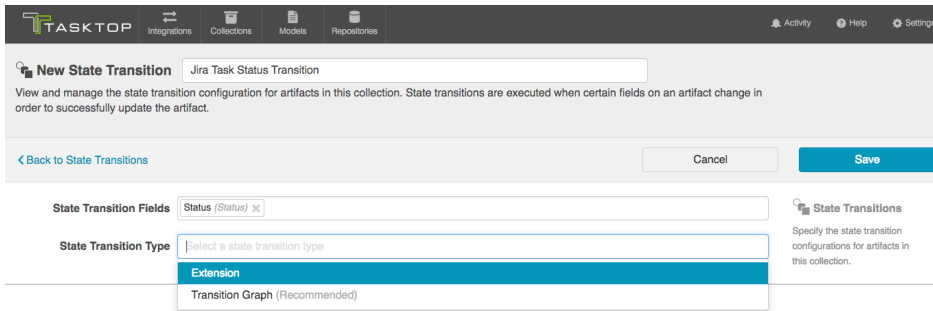 TASKTOP
Integrations
Collections
Models
Repositories
Activity
Help
Settings
New State Transition
Jira Task Status Transition
View and manage the state transition configuration for artifacts in this collection. State transitions are executed when certain fields on an artifact change in
order to successfully update the artifact.
Back to State Transitions
Cancel
Save
State Transition Fields
Status (Status)
State Transitions
Specify the state transition
configurations for artifacts in
this collection.
State Transition Type
Select a state transition type
Extension
Transition Graph (Recommended)